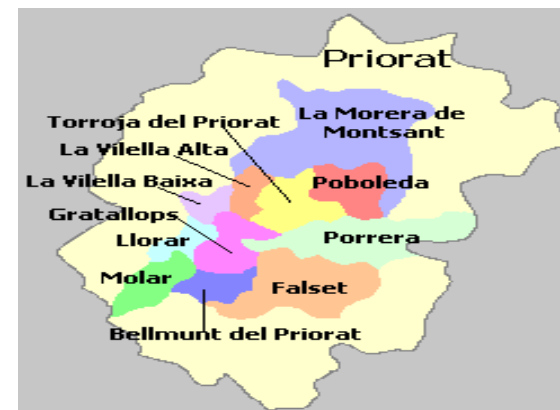 Priorat
La Morera de
Montsant
Torroja del Priorat
La Vilella Alta
Poboleda
La Vilella Baixa
Gratallops
Llorar
Porrera
Molar
Falset
Bellmunt del Priorat